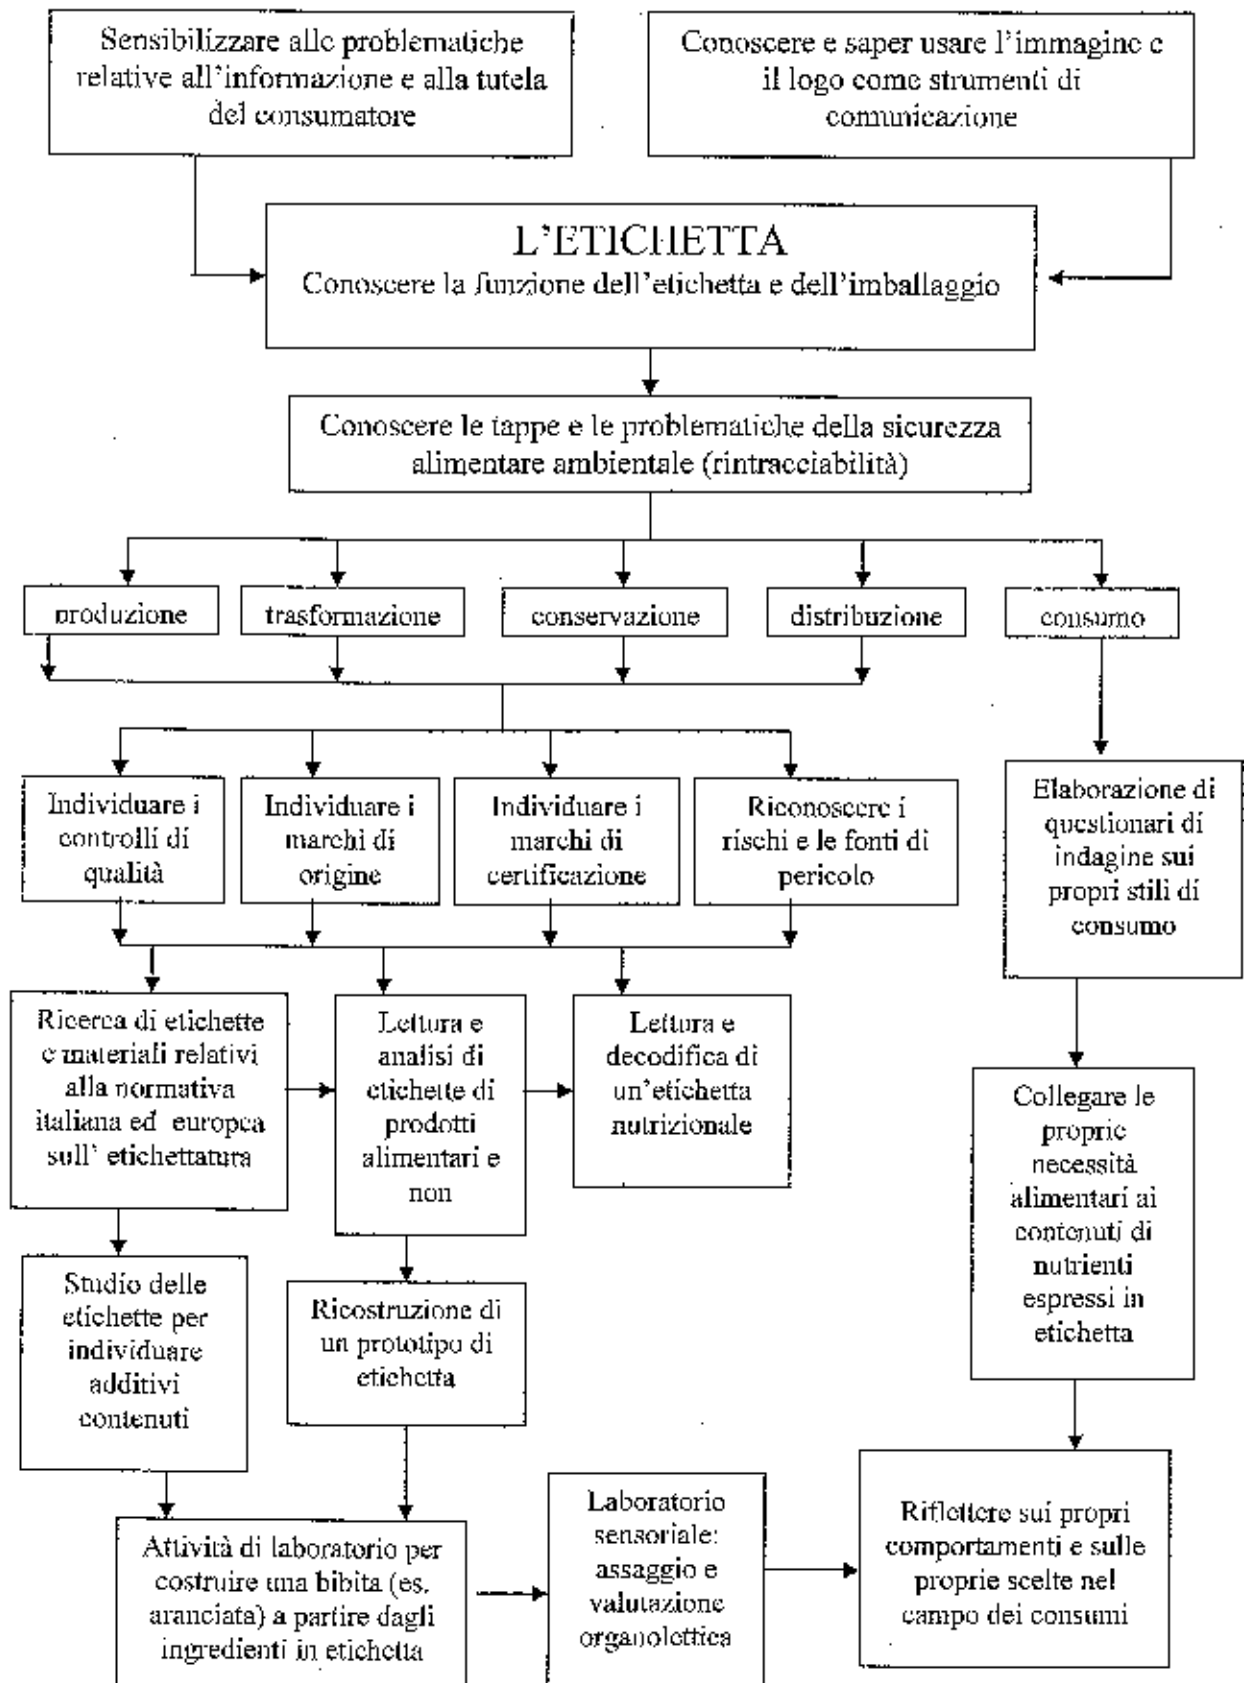 Sensibilizzare alle problematiche
relative all'informazione e alla tutela
del consumatore
Conoscere e saper usare l'immagine e
il logo come strumenti di
comunicazione
L'ETICHETTA
Conoscere la funzione dell'etichetta e dell'imballaggio
Conoscere le tappe e le problematiche della sicurezza
alimentare ambientale (rintracciabilità)
produzione
trasformazione
conservazione
distribuzione
consumo
Individuare i
controlli di
qualità
Individuare i
marchi di
origine
Individuare i
marchi di
certificazione
Riconoscere i
rischi e le fonti di
pericolo
Elaborazione di
questionari di
indagine sui
propri stili di
consumo
Ricerca di etichette
e materiali relativi
alla normativa
italiana ed europea
sull' etichettatura
Lettura e
analisi di
etichette di
prodotti
alimentari e
non
Lettura e
decodifica di
un'etichetta
nutrizionale
Collegare le
proprie
necessità
alimentari ai
contenuti di
nutrienti
espressi in
etichetta
Studio delle
etichette per
individuare
additivi
contenuti
Ricostruzione di
un prototipo di
etichetta
Attività di laboratorio per
costruire una bibita (es.
aranciata) a partire dagli
ingredienti in etichetta
Laboratorio
sensoriale:
assaggio e
valutazione
organolettica
Riflettere sui propri
comportamenti e sulle
proprie scelte nel
campo dei consumi